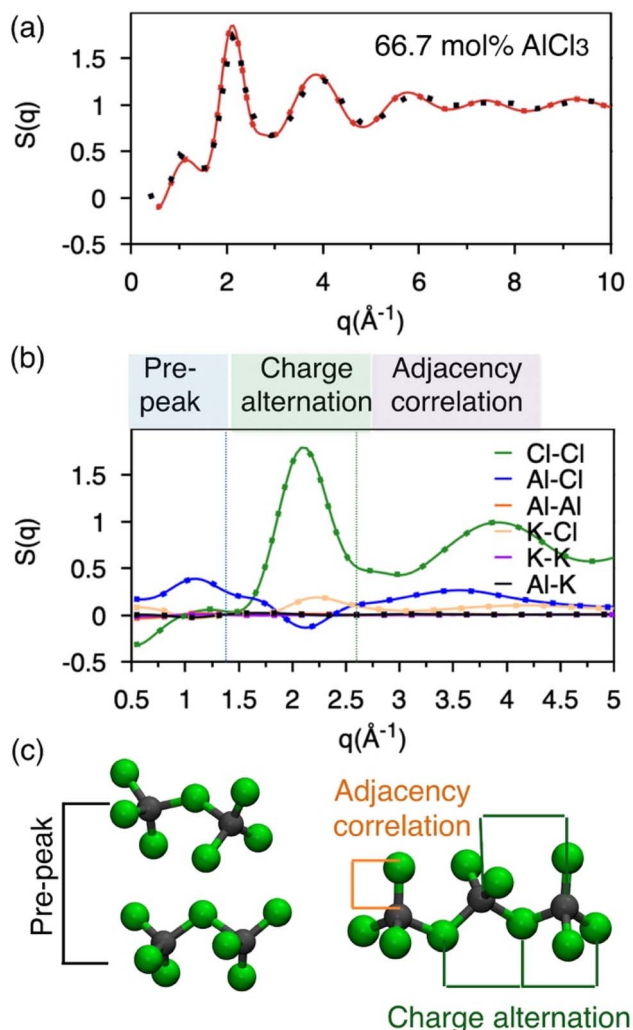 (a)
66.7 mol% AlCl3
S(q)
1.5
1
0.5
0
-0.5
0 2 4 6 8 10
q(Å-1)
(b)
Pre-
peak
Charge
alternation
Adjacency
correlation
S(q)
1.5
1
0.5
0
-0.5
Cl-Cl
Al-Cl
Al-Al
K-Cl
K-K
Al-K
0.5 1 1.5 2 2.5 3 3.5 4 4.5 5
q(Å-1)
(c)
Pre-peak
Adjacency
correlation
Charge alternation